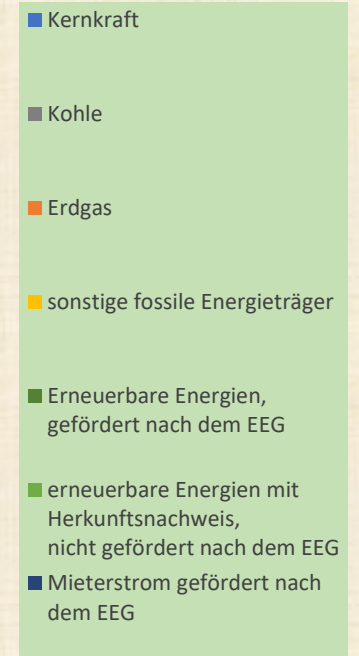 Kernkraft
Kohle
Erdgas
sonstige fossile Energieträger
Erneuerbare Energien,
gefördert nach dem EEG
erneuerbare Energien mit
Herkunftsnachweis,
nicht gefördert nach dem EEG
Mieterstrom gefördert nach
dem EEG